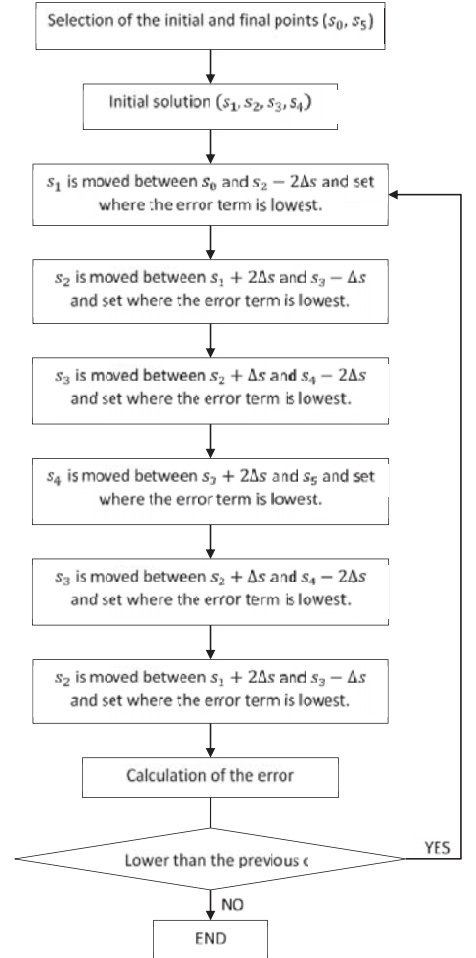 Selection of the initial and final points (s₀, s₅)
Initial solution (s₁, s₂, s₃, s₄)
s₁ is moved between s₀ and s₂ − 2Δs and set
where the error term is lowest.
s₂ is moved between s₁ + 2Δs and s₃ − Δs
and set where the error term is lowest.
s₃ is moved between s₂ + Δs and s₄ − 2Δs
and set where the error term is lowest.
s₄ is moved between s₃ + 2Δs and s₅ and set
where the error term is lowest.
s₃ is moved between s₂ + Δs and s₄ − 2Δs
and set where the error term is lowest.
s₂ is moved between s₁ + 2Δs and s₃ − Δs
and set where the error term is lowest.
Calculation of the error
Lower than the previous
YES
NO
END